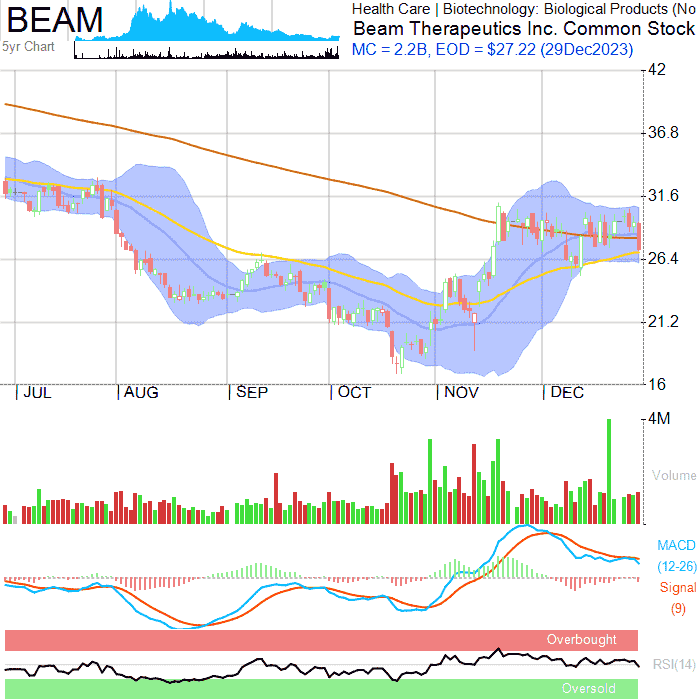 BEAM
5yr Chart
Health Care | Biotechnology: Biological Products (No
Beam Therapeutics Inc. Common Stock
MC = 2.2B, EOD = $27.22 (29Dec2023)
42
36.8
31.6
26.4
21.2
16
JUL AUG SEP OCT NOV DEC
4M
Volume
MACD
(12-26)
Signal
(9)
Overbought
RSI(14)
Oversold